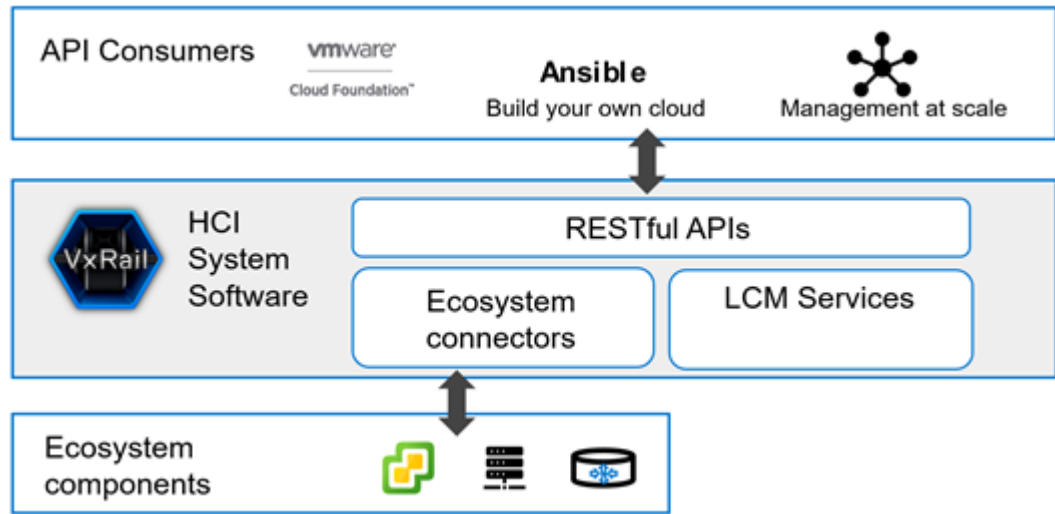 API Consumers
vmware®
Cloud Foundation™
Ansible
Build your own cloud
Management at scale
VxRail
HCI
System
Software
RESTful APIs
Ecosystem
connectors
LCM Services
Ecosystem
components